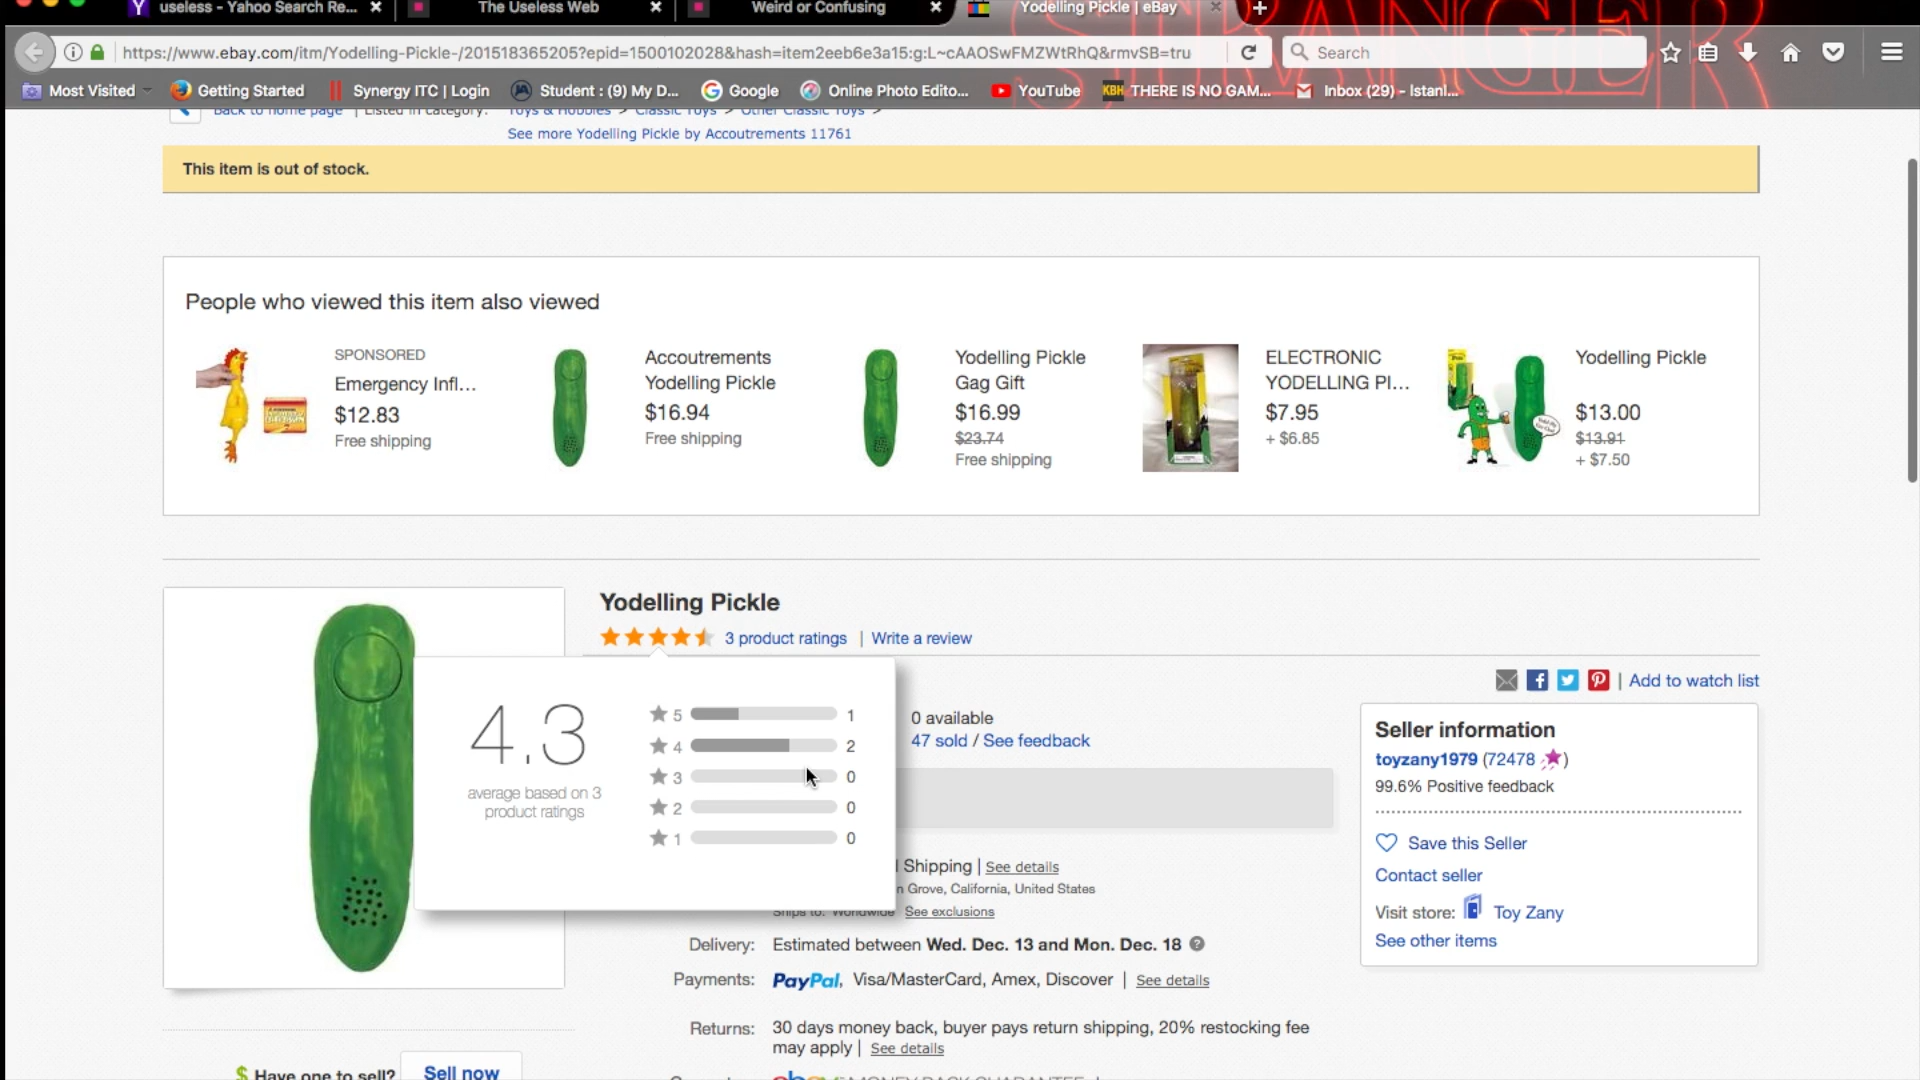 useless - Yahoo Search Re...
The Useless Web
Weird or Confusing
Yodelling Pickle | eBay
https://www.ebay.com/itm/Yodelling-Pickle-/201518365205?epid=1500102028&hash=item2eeb6e3a15:g:L~cAAOSwFMZWtRhQ&rmvSB=tru
Search
Most Visited
Getting Started
Synergy ITC | Login
Student : (9) My D...
Google
Online Photo Edito...
YouTube
KBH THERE IS NO GAM...
Inbox (29) - Istanl...
Back to home page | Listed in category: Toys & Hobbies > Classic Toys > Other Classic Toys >
See more Yodelling Pickle by Accoutrements 11761
This item is out of stock.
People who viewed this item also viewed
SPONSORED
Emergency Infl...
$12.83
Free shipping
Accoutrements
Yodelling Pickle
$16.94
Free shipping
Yodelling Pickle
Gag Gift
$16.99
$23.74
Free shipping
ELECTRONIC
YODELLING PI...
$7.95
+ $6.85
Yodelling Pickle
$13.00
$13.91
+ $7.50
Yodelling Pickle
3 product ratings | Write a review
4.3
average based on 3
product ratings
5 1
4 2
3 0
2 0
1 0
0 available
47 sold / See feedback
Shipping | See details
n Grove, California, United States
Ships to: Worldwide See exclusions
Delivery: Estimated between Wed. Dec. 13 and Mon. Dec. 18
Payments: PayPal, Visa/MasterCard, Amex, Discover | See details
Returns: 30 days money back, buyer pays return shipping, 20% restocking fee
may apply | See details
| Add to watch list
Seller information
toyzany1979 (72478)
99.6% Positive feedback
Save this Seller
Contact seller
Visit store: Toy Zany
See other items
$ Have one to sell? Sell now